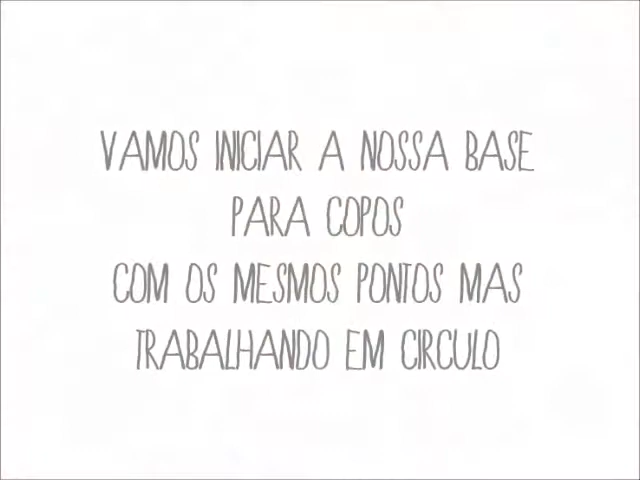 VAMOS INICIAR A NOSSA BASE
PARA COPOS
COM OS MESMOS PONTOS MAS
TRABALHANDO EM CIRCULO